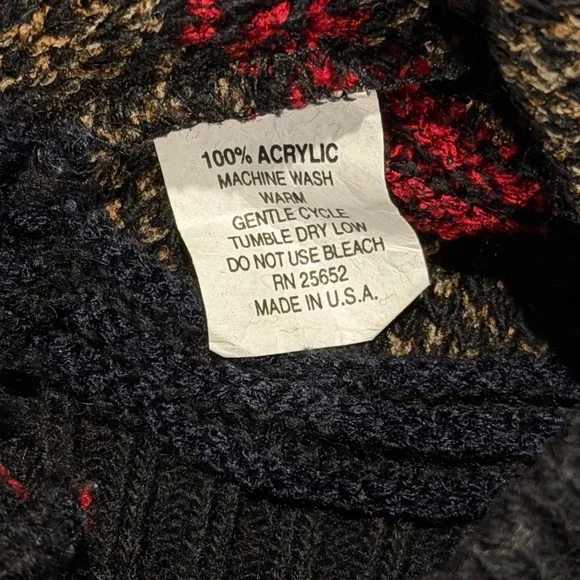 100% ACRYLIC
MACHINE WASH
WARM
GENTLE CYCLE
TUMBLE DRY LOW
DO NOT USE BLEACH
RN 25652
MADE IN U.S.A.